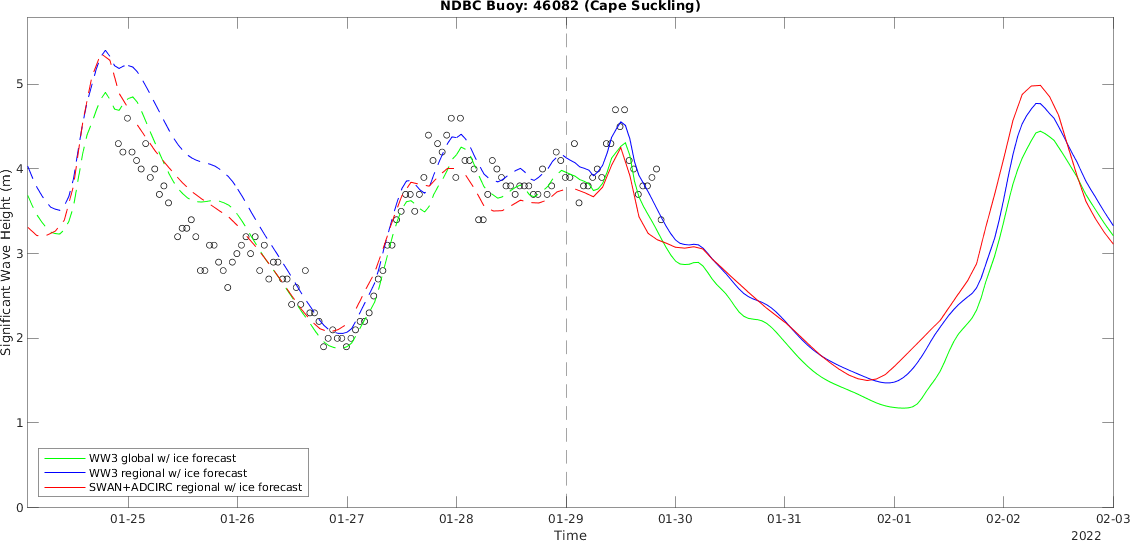 NDBC Buoy: 46082 (Cape Suckling)
Significant Wave Height (m)
5
4
3
2
1
0
WW3 global w/ ice forecast
WW3 regional w/ ice forecast
SWAN+ADCIRC regional w/ ice forecast
01-25 01-26 01-27 01-28 01-29 01-30 01-31 02-01 02-02 02-03
Time
2022